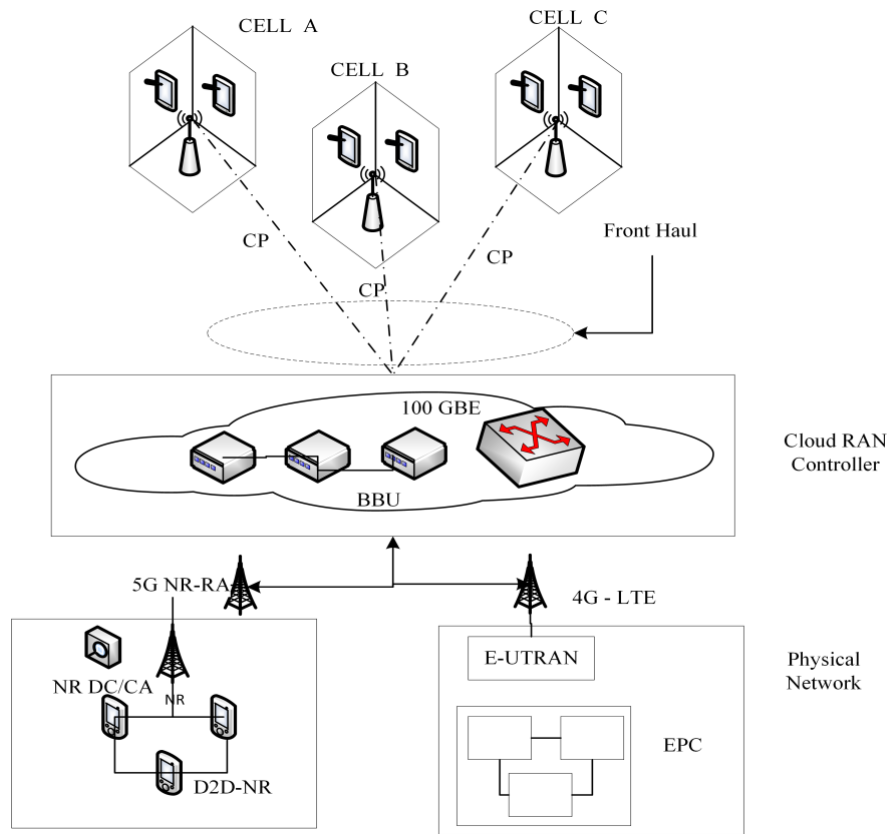 CELL A
CELL B
CELL C
CP
CP
CP
Front Haul
100 GBE
BBU
Cloud RAN
Controller
5G NR-RA
4G - LTE
NR DC/CA
NR
D2D-NR
E-UTRAN
EPC
Physical
Network